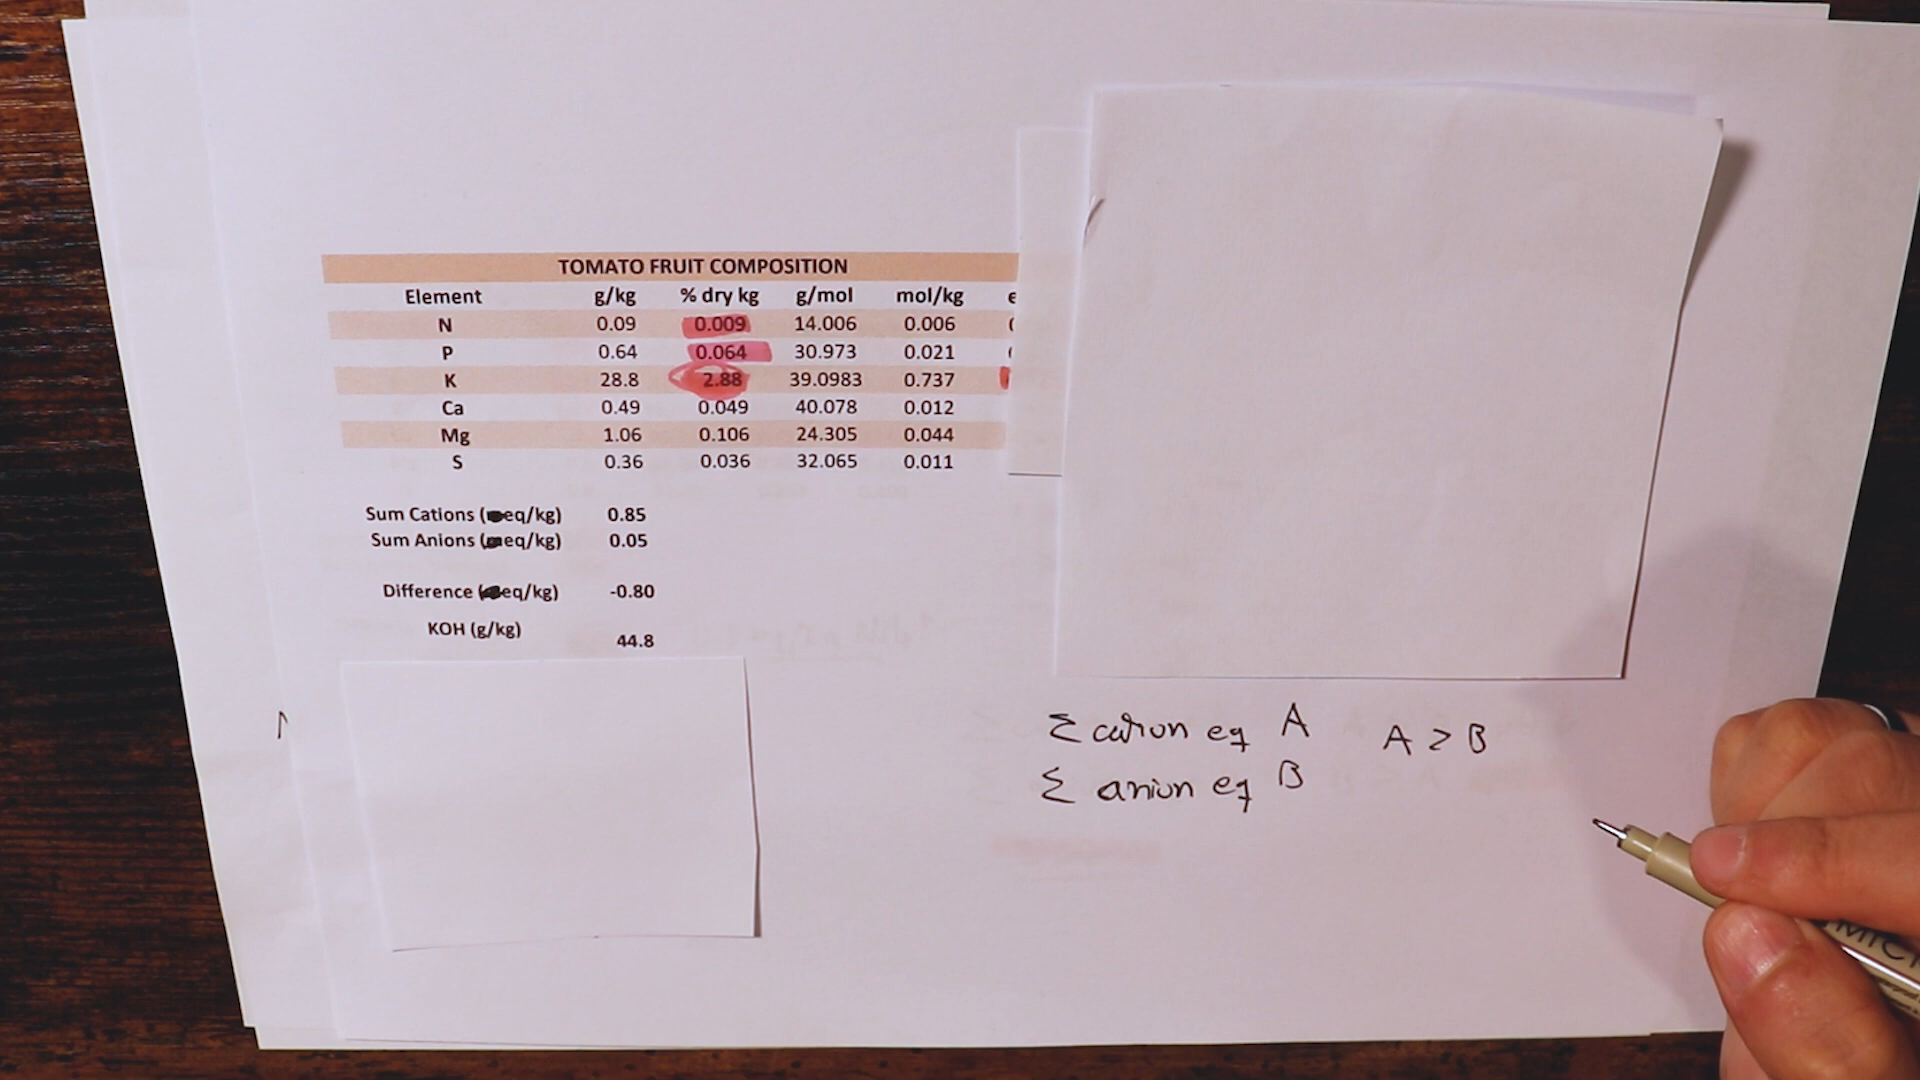 TOMATO FRUIT COMPOSITION
Element g/kg % dry kg g/mol mol/kg
N 0.09 0.009 14.006 0.006
P 0.64 0.064 30.973 0.021
K 28.8 2.88 39.0983 0.737
Ca 0.49 0.049 40.078 0.012
Mg 1.06 0.106 24.305 0.044
S 0.36 0.036 32.065 0.011
Sum Cations (eq/kg) 0.85
Sum Anions (eq/kg) 0.05
Difference (eq/kg) -0.80
KOH (g/kg) 44.8
Σ cation eq A A > B
Σ anion eq B